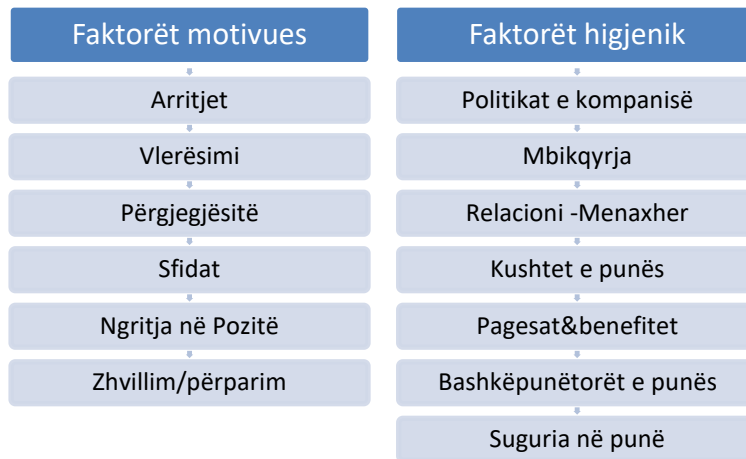 Faktorët motivues
Arritjet
Vlerësimi
Përgjegjësitë
Sfidat
Ngritja në Pozitë
Zhvillim/përparim
Faktorët higjenik
Politikat e kompanisë
Mbikqyrja
Relacioni -Menaxher
Kushtet e punës
Pagesat&benefitet
Bashkëpunëtorët e punës
Suguria në punë